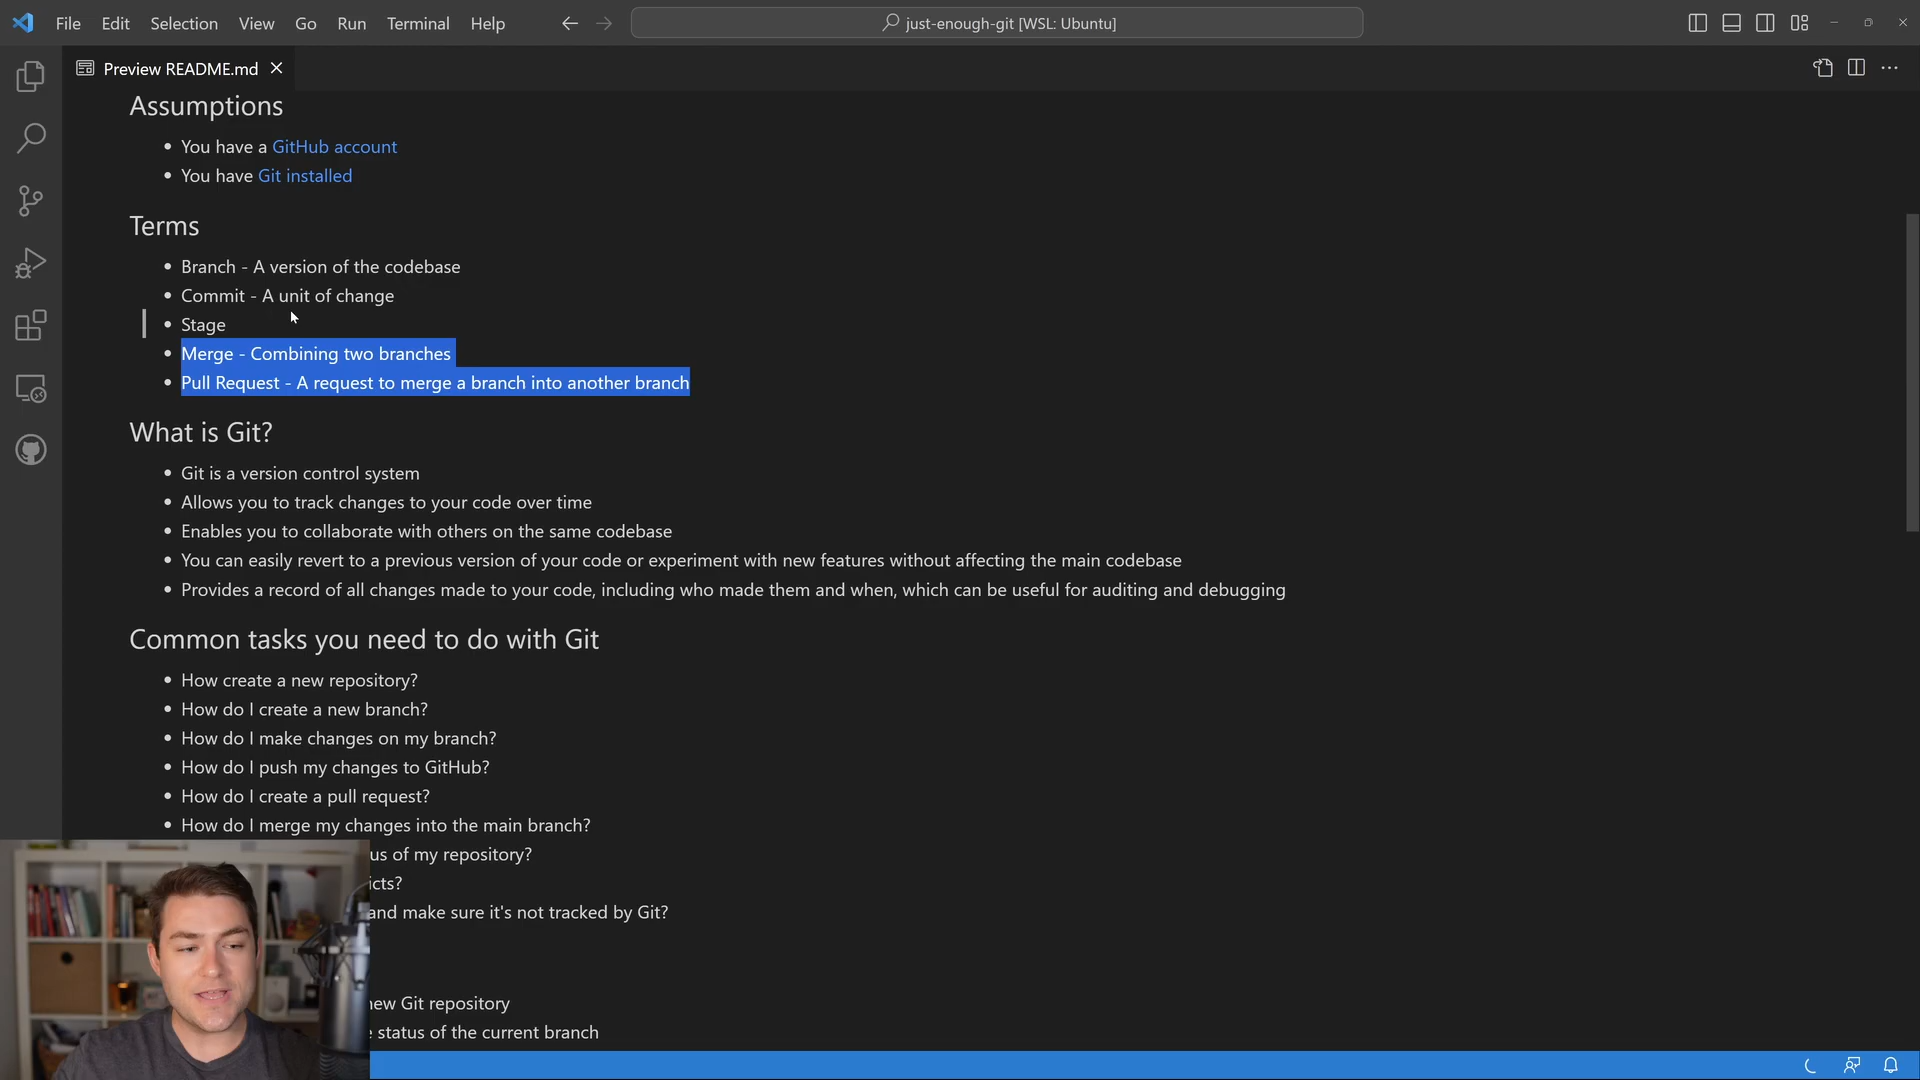 File Edit Selection View Go Run Terminal Help
just-enough-git [WSL: Ubuntu]
Preview README.md
Assumptions
You have a GitHub account
You have Git installed
Terms
Branch - A version of the codebase
Commit - A unit of change
Stage
Merge - Combining two branches
Pull Request - A request to merge a branch into another branch
What is Git?
Git is a version control system
Allows you to track changes to your code over time
Enables you to collaborate with others on the same codebase
You can easily revert to a previous version of your code or experiment with new features without affecting the main codebase
Provides a record of all changes made to your code, including who made them and when, which can be useful for auditing and debugging
Common tasks you need to do with Git
How create a new repository?
How do I create a new branch?
How do I make changes on my branch?
How do I push my changes to GitHub?
How do I create a pull request?
How do I merge my changes into the main branch?
us of my repository?
icts?
and make sure it's not tracked by Git?
new Git repository
status of the current branch